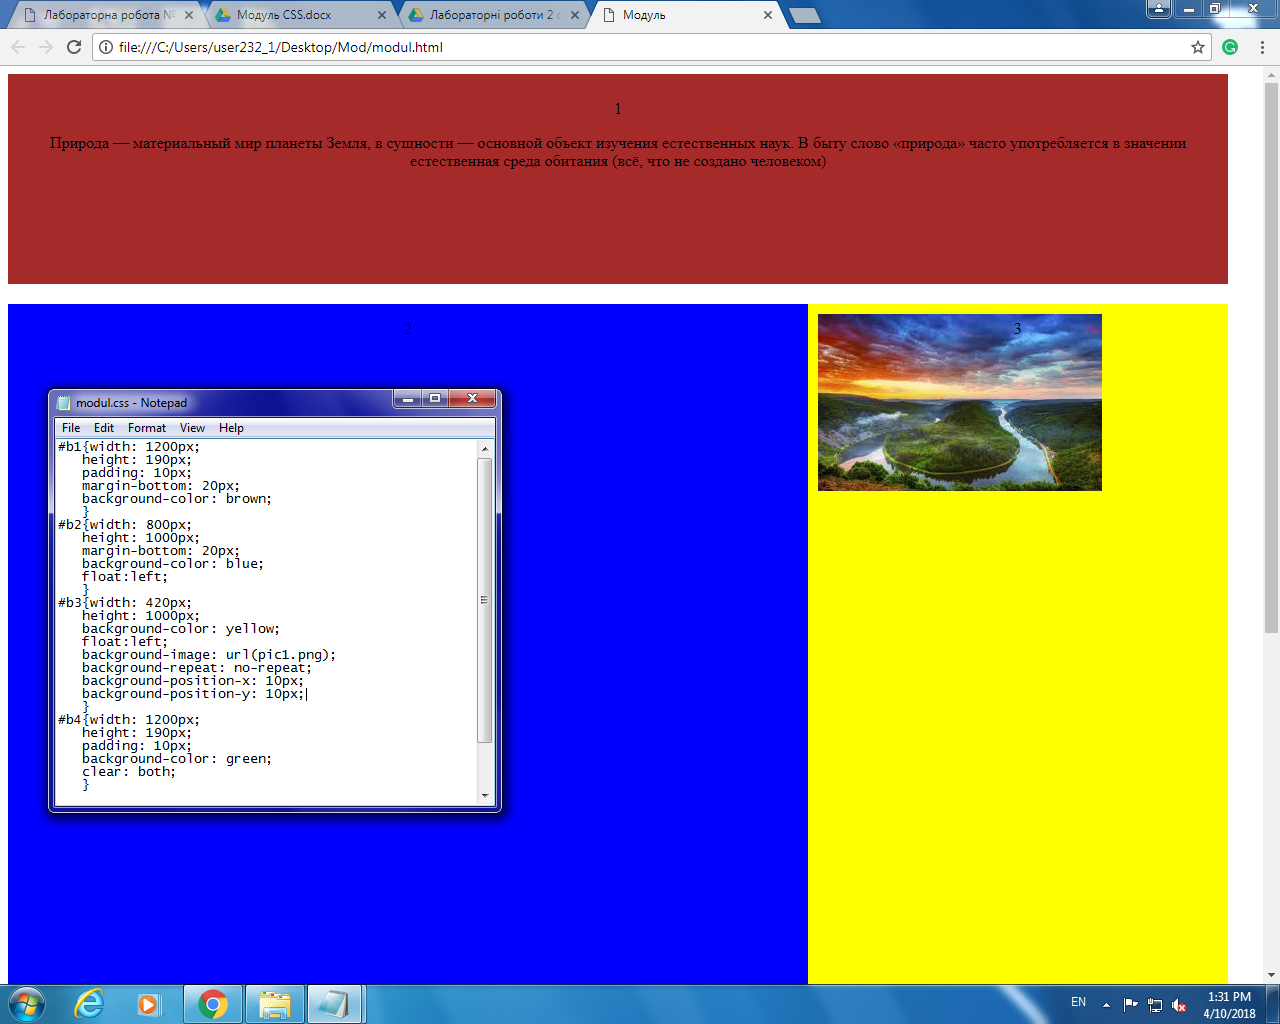 Лабораторна робота №
Модуль CSS.docx
Лабораторні роботи 2 с
Модуль
file:///C:/Users/user232_1/Desktop/Mod/modul.html
1
Природа — материальный мир планеты Земля, в сущности — основной объект изучения естественных наук. В быту слово «природа» часто употребляется в значении
естественная среда обитания (всё, что не создано человеком)
2
3
modul.css - Notepad
File Edit Format View Help
#b1{width: 1200px;
height: 190px;
padding: 10px;
margin-bottom: 20px;
background-color: brown;
}
#b2{width: 800px;
height: 1000px;
margin-bottom: 20px;
background-color: blue;
float:left;
}
#b3{width: 420px;
height: 1000px;
background-color: yellow;
float:left;
background-image: url(pic1.png);
background-repeat: no-repeat;
background-position-x: 10px;
background-position-y: 10px;
}
#b4{width: 1200px;
height: 190px;
padding: 10px;
background-color: green;
clear: both;
}
EN
1:31 PM
4/10/2018